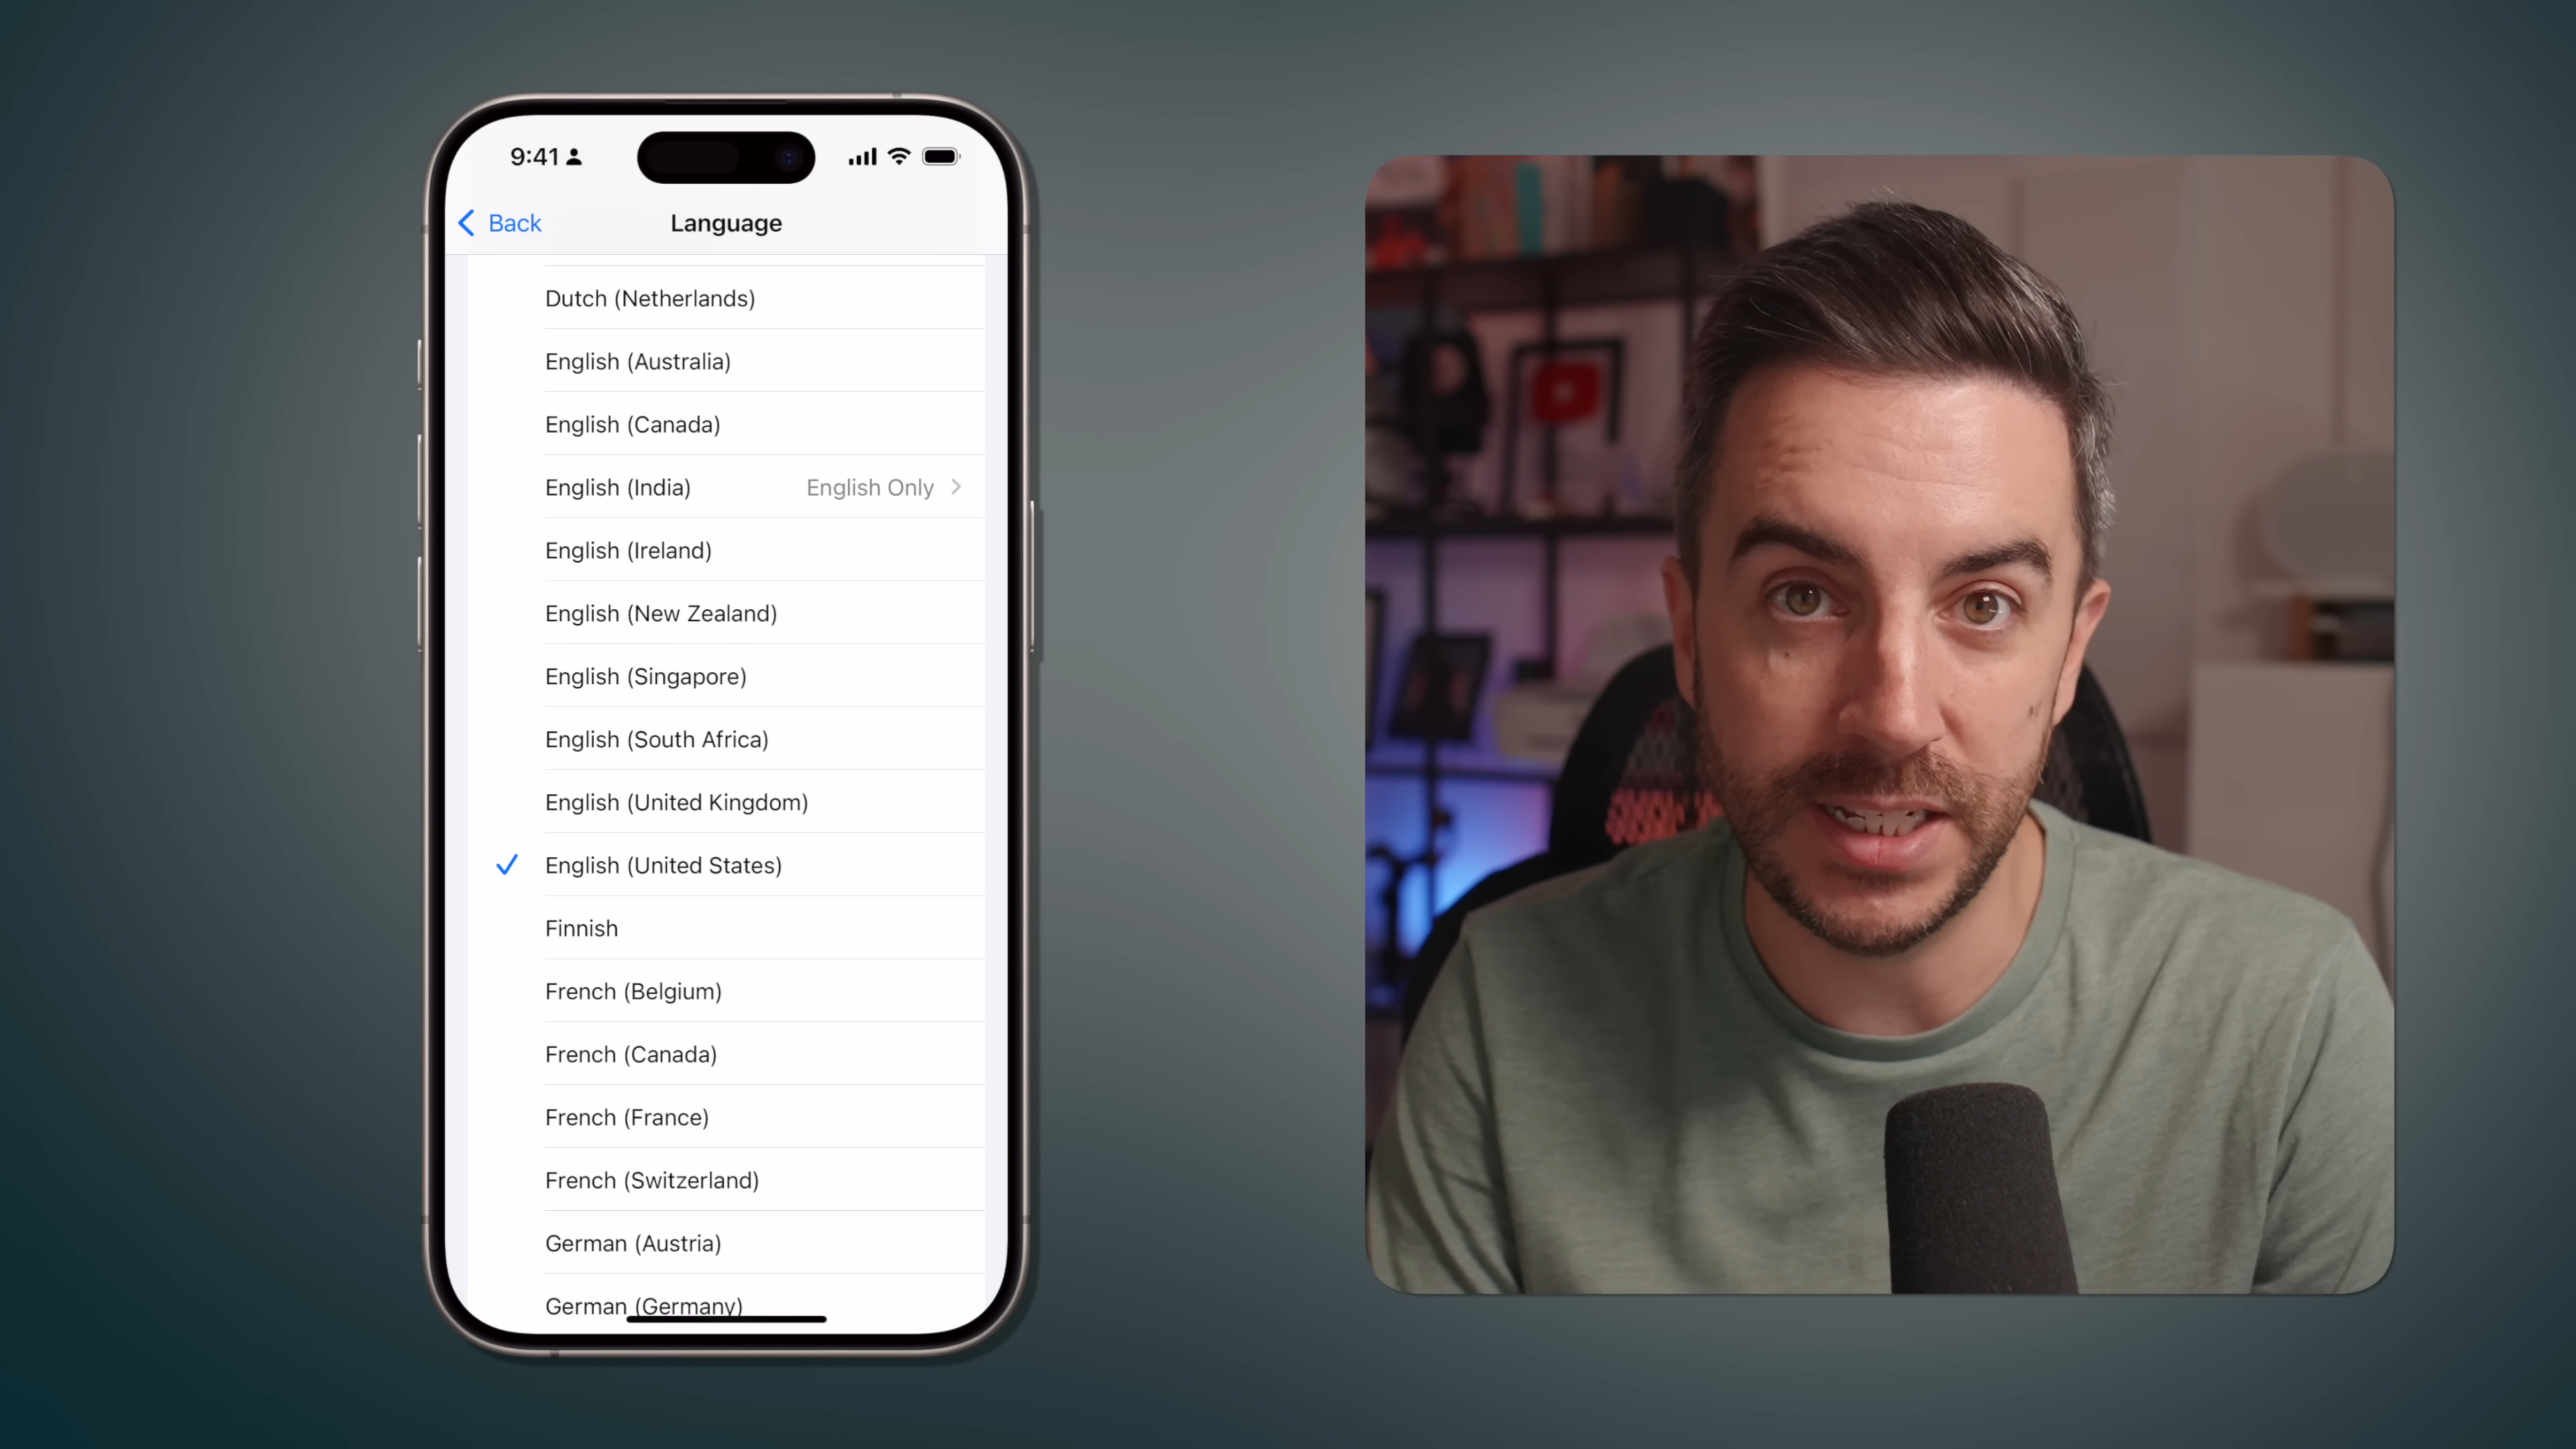 9:41
Back
Language
Dutch (Netherlands)
English (Australia)
English (Canada)
English (India) English Only
English (Ireland)
English (New Zealand)
English (Singapore)
English (South Africa)
English (United Kingdom)
English (United States)
Finnish
French (Belgium)
French (Canada)
French (France)
French (Switzerland)
German (Austria)
German (Germany)